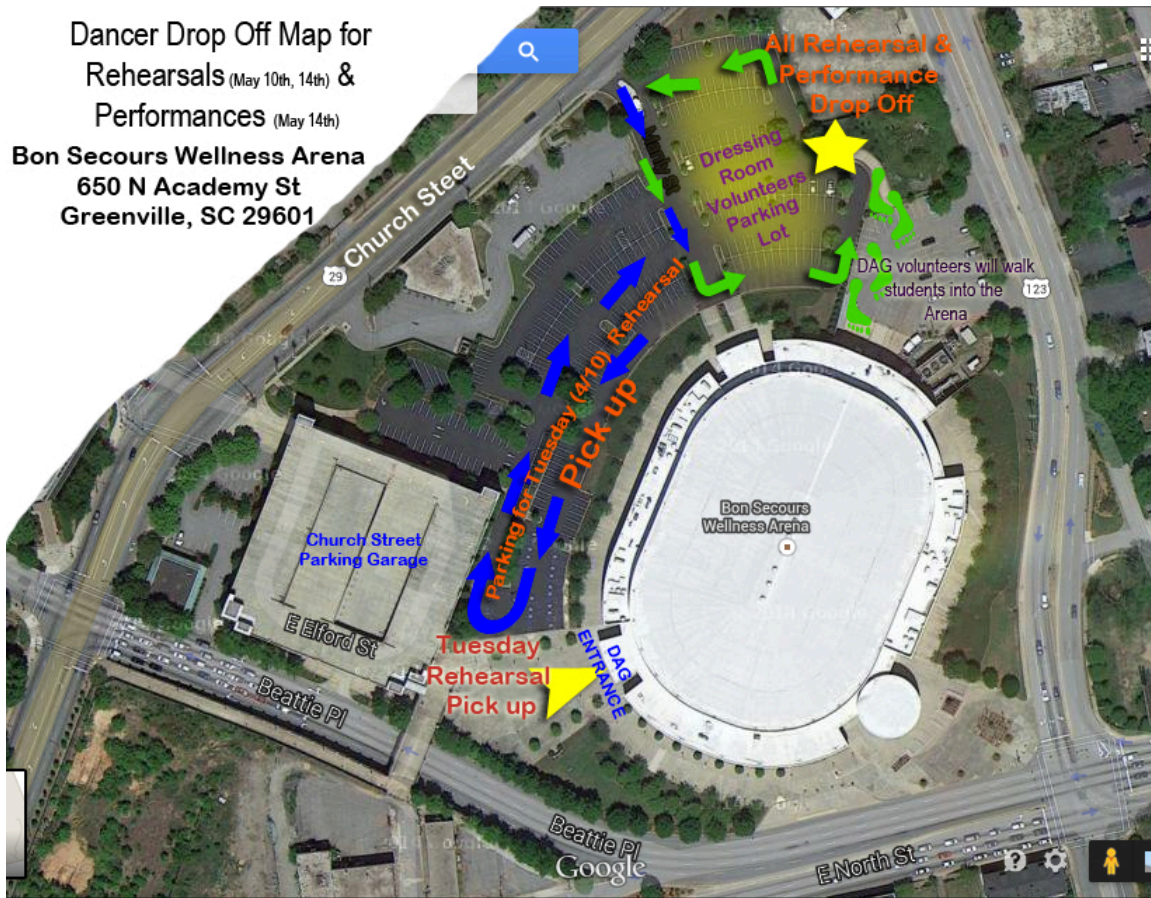 Dancer Drop Off Map for
Rehearsals (May 10th, 14th) &
Performances (May 14th)
Bon Secours Wellness Arena
650 N Academy St
Greenville, SC 29601
All Rehearsal &
Performance
Drop Off
Dressing
Room
Volunteers
Parking
Lot
Church Steet
29
DAG volunteers will walk
students into the
Arena
123
Parking for Tuesday (4/10) Rehearsal
Pick up
Bon Secours
Wellness Arena
Church Street
Parking Garage
E Elford St
Tuesday
Rehearsal
Pick up
DAG
ENTRANCE
Beattie Pl
Beattie Pl
Google
E North St